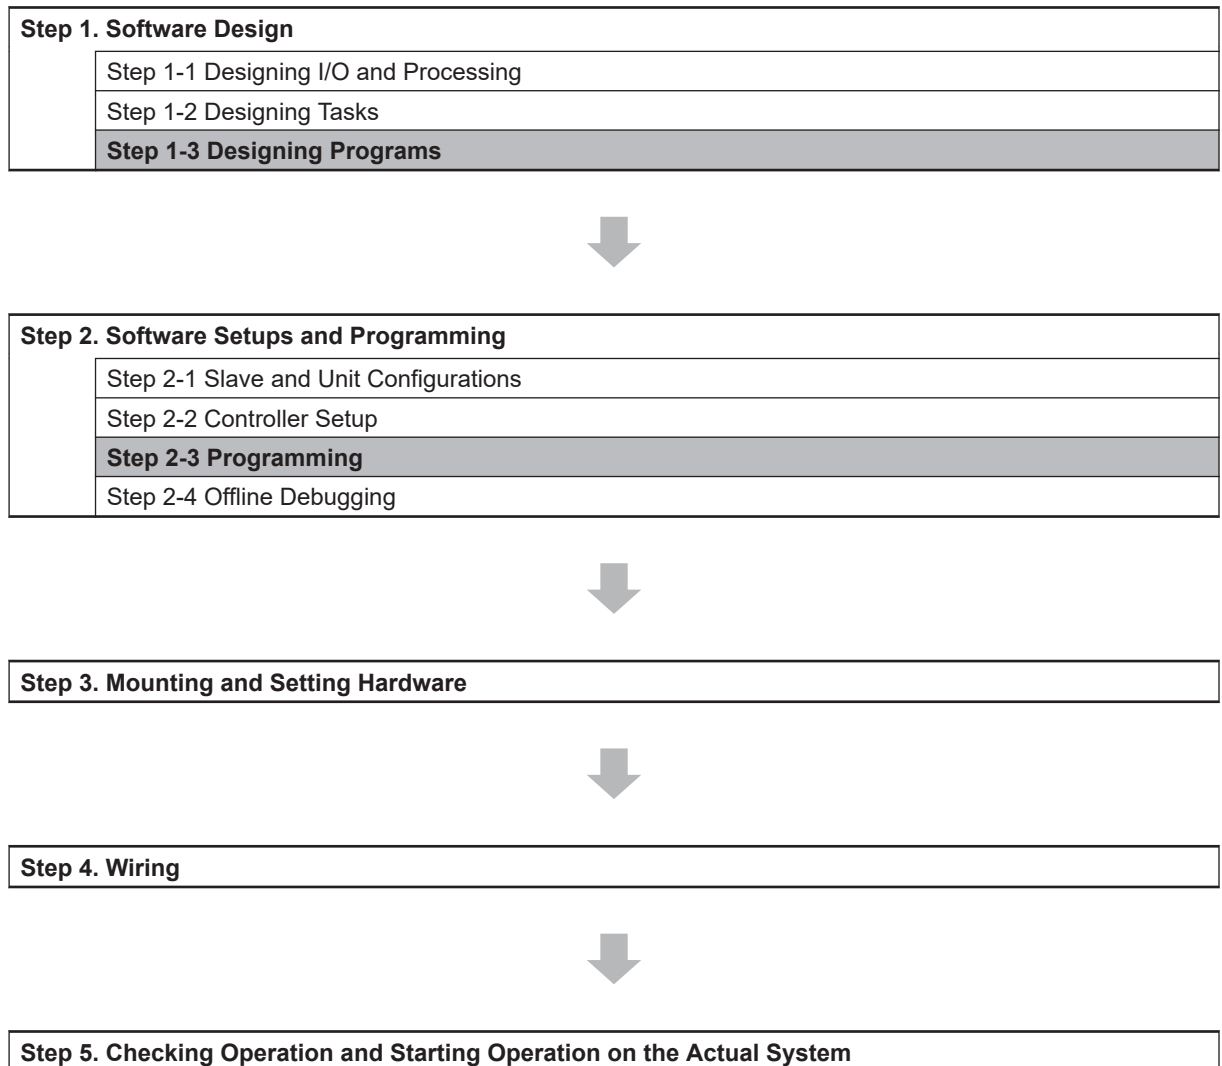 Step 1. Software Design
Step 1-1 Designing I/O and Processing
Step 1-2 Designing Tasks
Step 1-3 Designing Programs
Step 2. Software Setups and Programming
Step 2-1 Slave and Unit Configurations
Step 2-2 Controller Setup
Step 2-3 Programming
Step 2-4 Offline Debugging
Step 3. Mounting and Setting Hardware
Step 4. Wiring
Step 5. Checking Operation and Starting Operation on the Actual System